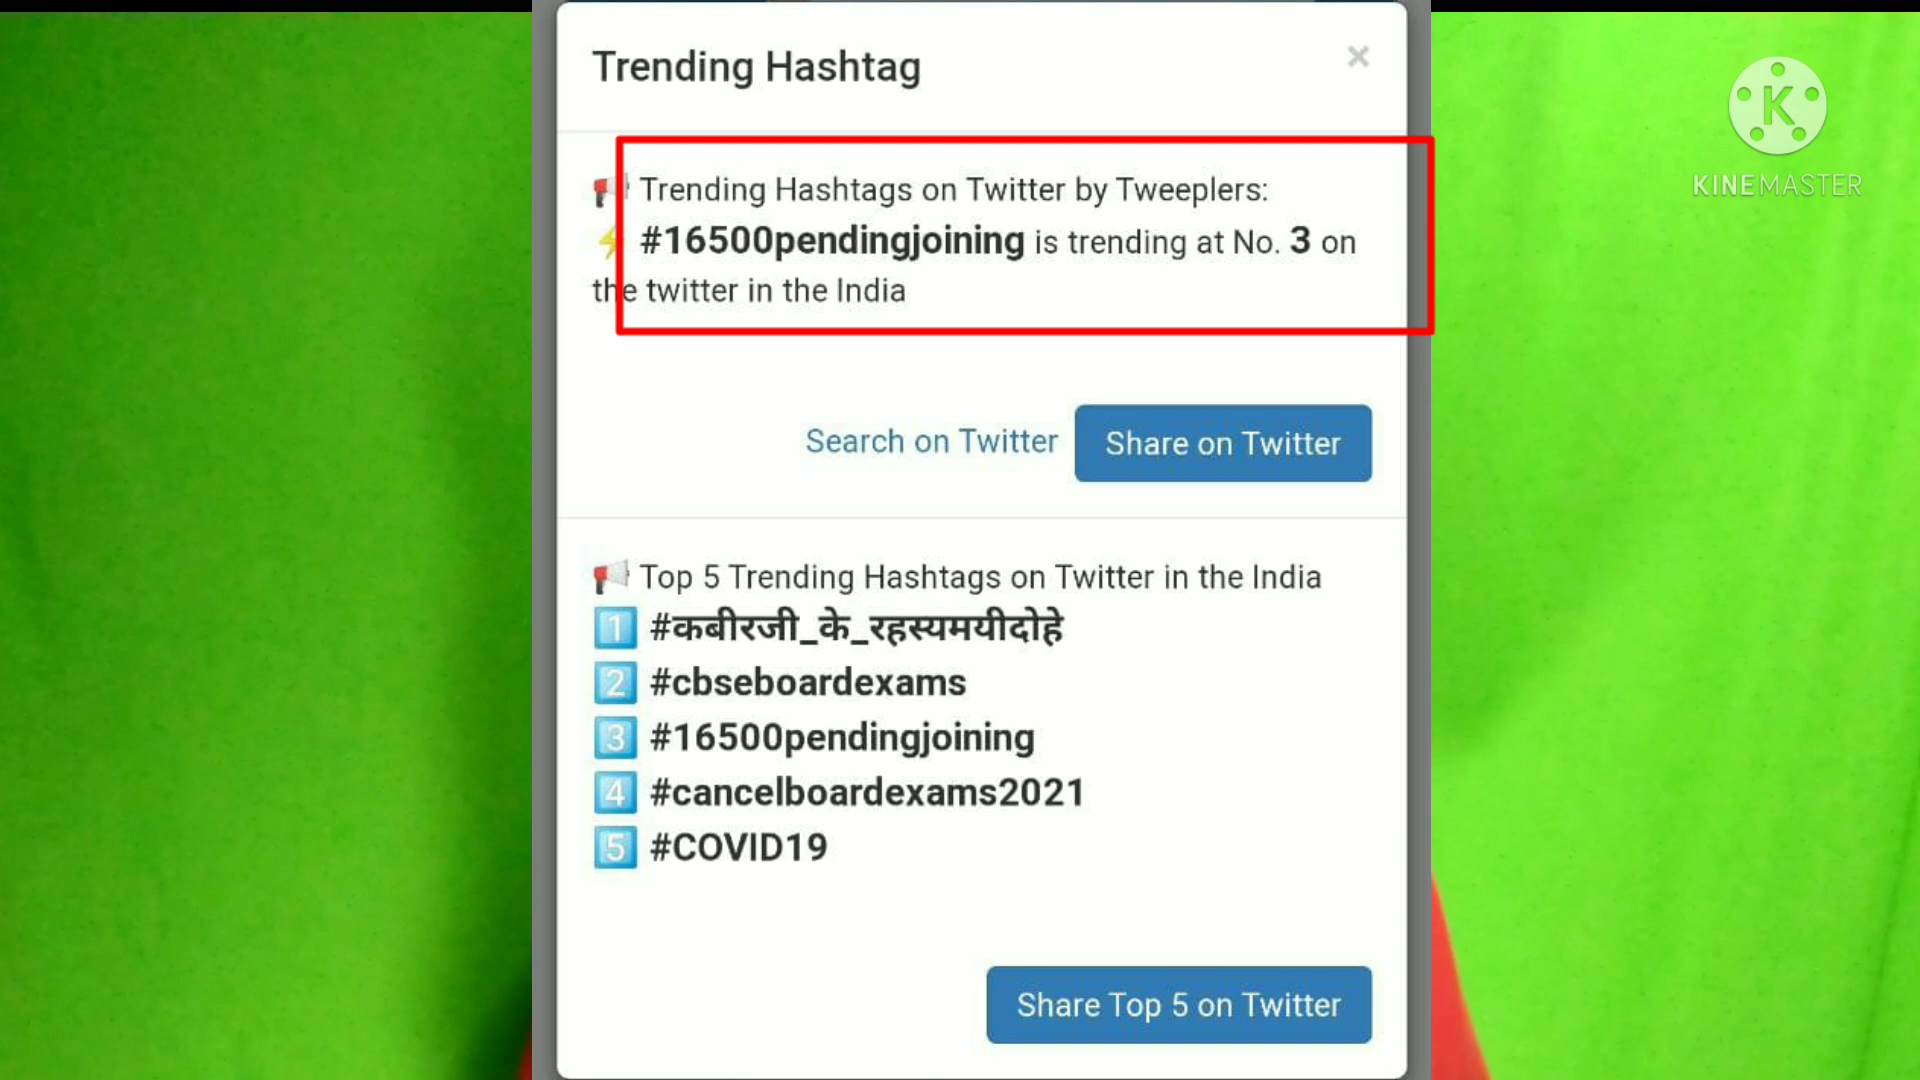 Trending Hashtag
×
K
KINEMASTER
📢 Trending Hashtags on Twitter by Tweeplers:
⚡ #16500pendingjoining is trending at No. 3 on
the twitter in the India
Search on Twitter
Share on Twitter
📢 Top 5 Trending Hashtags on Twitter in the India
1 #कबीरजी_के_रहस्यमयीदोहे
2 #cbseboardexams
3 #16500pendingjoining
4 #cancelboardexams2021
5 #COVID19
Share Top 5 on Twitter